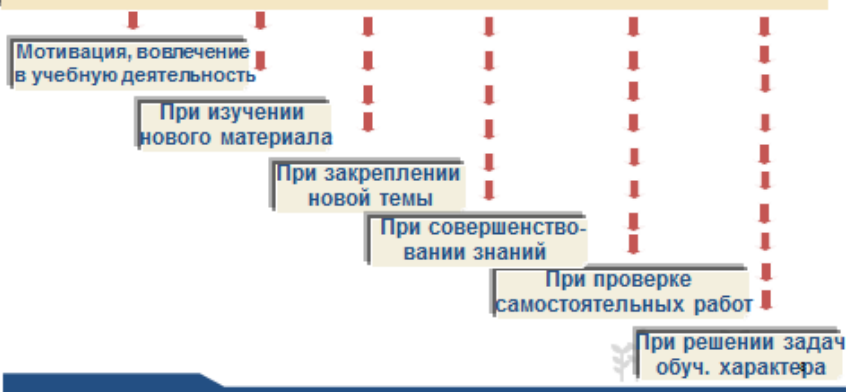 Мотивация, вовлечение
в учебную деятельность
При изучении
нового материала
При закреплении
новой темы
При совершенство-
вании знаний
При проверке
самостоятельных работ
При решении задач
обуч. характера